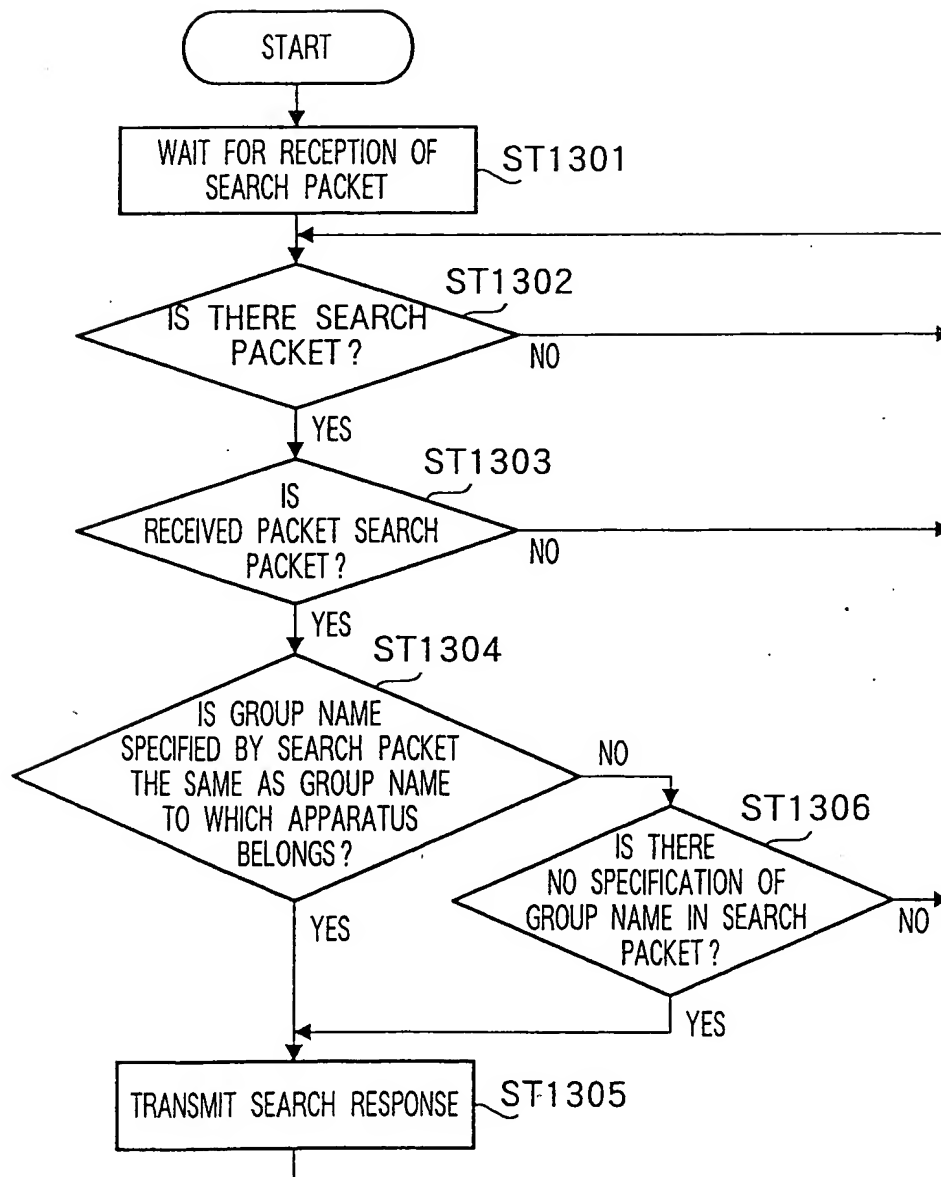 START
WAIT FOR RECEPTION OF
SEARCH PACKET
ST1301
ST1302
IS THERE SEARCH
PACKET?
NO
YES
ST1303
IS
RECEIVED PACKET SEARCH
PACKET?
NO
YES
ST1304
IS GROUP NAME
SPECIFIED BY SEARCH PACKET
THE SAME AS GROUP NAME
TO WHICH APPARATUS
BELONGS?
NO
YES
ST1306
IS THERE
NO SPECIFICATION OF
GROUP NAME IN SEARCH
PACKET?
NO
YES
TRANSMIT SEARCH RESPONSE
ST1305